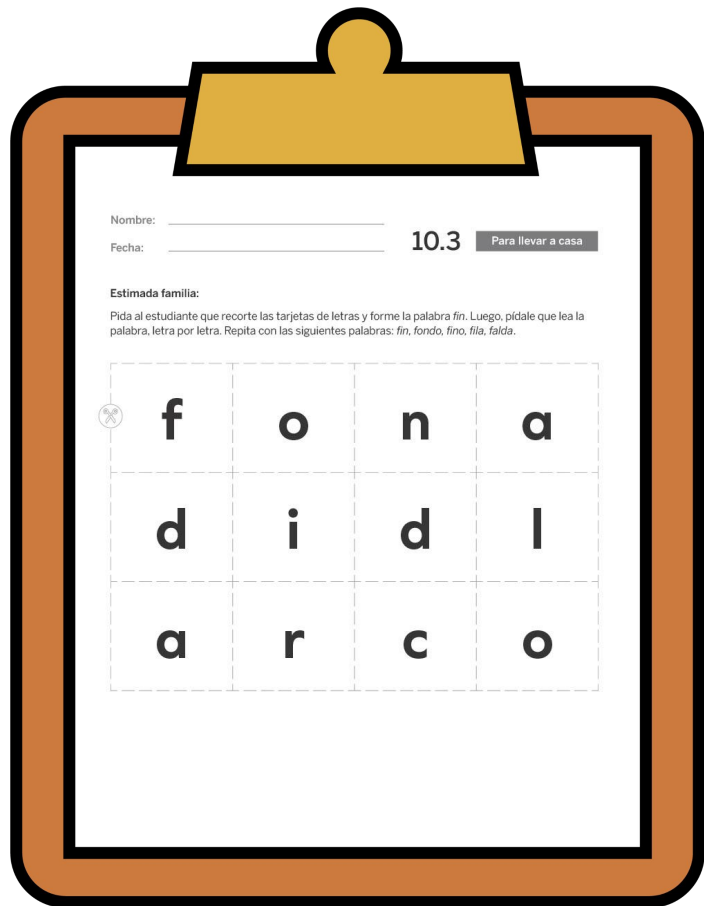 Nombre:
Fecha:
10.3 Para llevar a casa
Estimada familia:
Pida al estudiante que recorte las tarjetas de letras y forme la palabra fin. Luego, pídale que lea la
palabra, letra por letra. Repita con las siguientes palabras: fin, fondo, fino, fila, falda.
f o n a
d i d l
a r c o